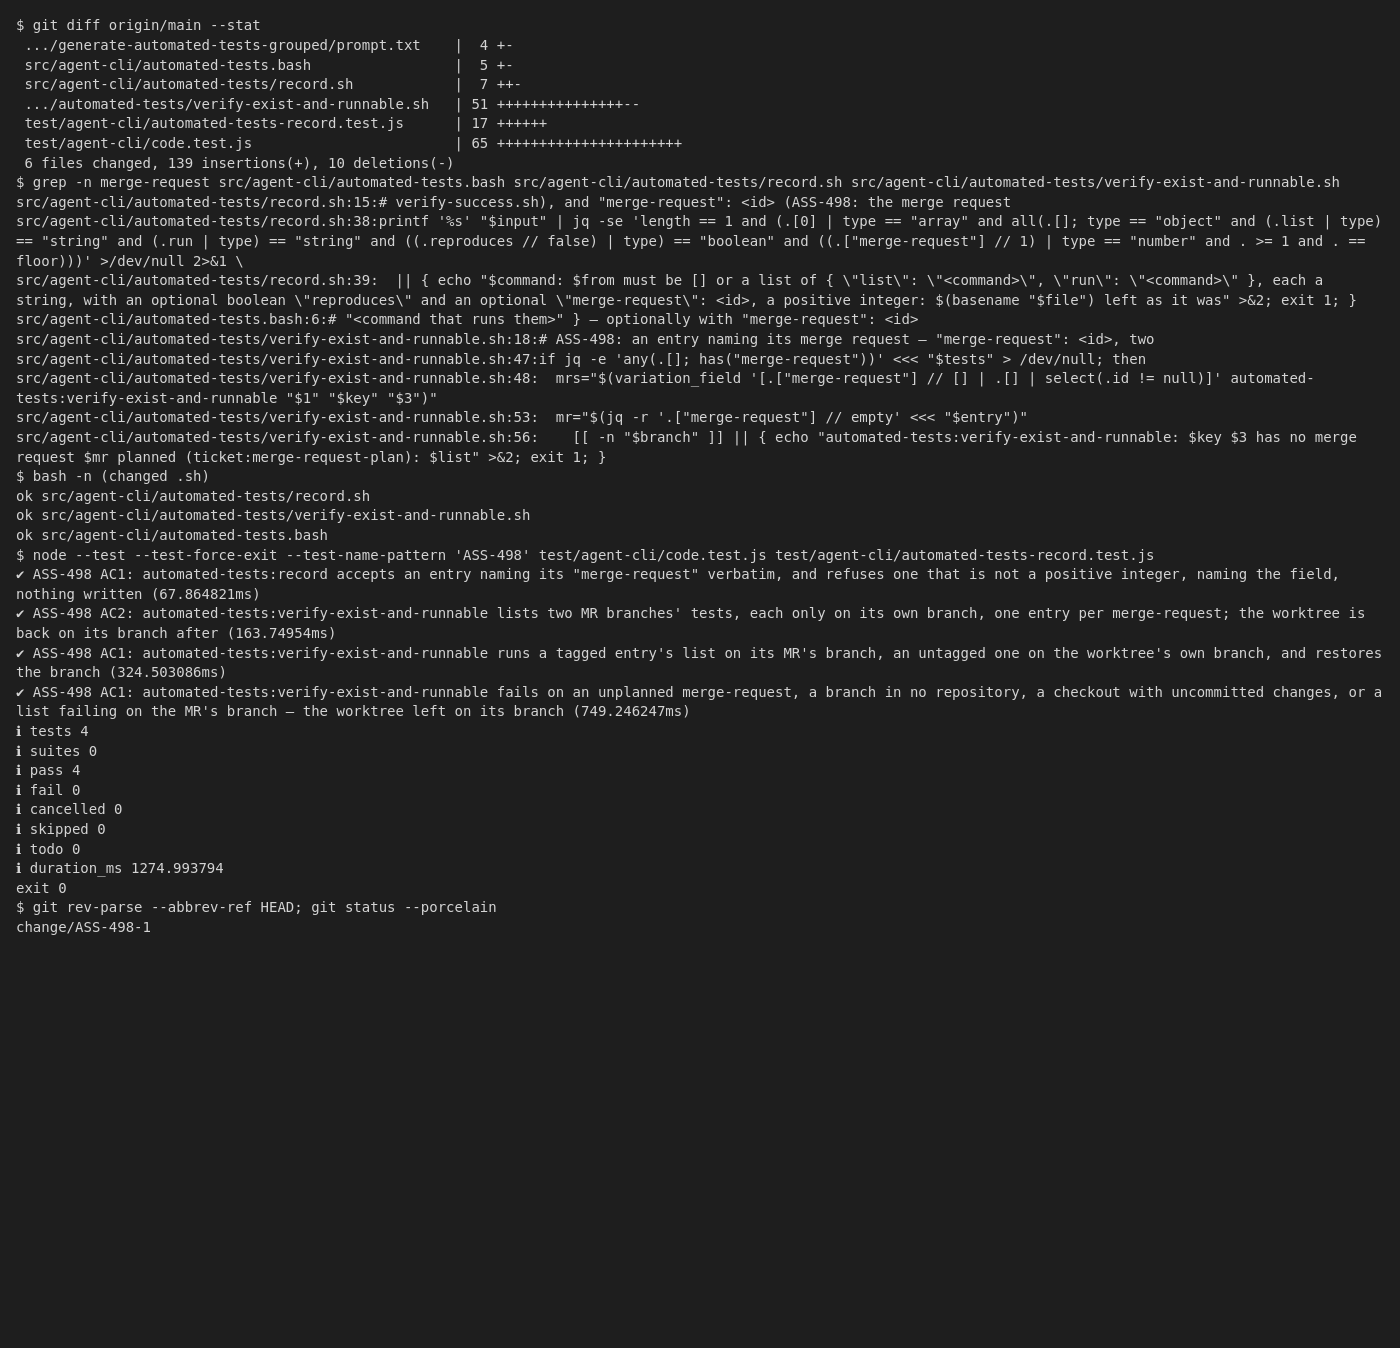 $ git diff origin/main --stat
 .../generate-automated-tests-grouped/prompt.txt    |  4 +-
 src/agent-cli/automated-tests.bash                 |  5 +-
 src/agent-cli/automated-tests/record.sh            |  7 ++-
 .../automated-tests/verify-exist-and-runnable.sh   | 51 +++++++++++++++--
 test/agent-cli/automated-tests-record.test.js      | 17 ++++++
 test/agent-cli/code.test.js                        | 65 ++++++++++++++++++++++
 6 files changed, 139 insertions(+), 10 deletions(-)
$ grep -n merge-request src/agent-cli/automated-tests.bash src/agent-cli/automated-tests/record.sh src/agent-cli/automated-tests/verify-exist-and-runnable.sh
src/agent-cli/automated-tests/record.sh:15:# verify-success.sh), and "merge-request": <id> (ASS-498: the merge request
src/agent-cli/automated-tests/record.sh:38:printf '%s' "$input" | jq -se 'length == 1 and (.[0] | type == "array" and all(.[]; type == "object" and (.list | type)
== "string" and (.run | type) == "string" and ((.reproduces // false) | type) == "boolean" and ((.["merge-request"] // 1) | type == "number" and . >= 1 and . ==
floor)))' >/dev/null 2>&1 \
src/agent-cli/automated-tests/record.sh:39:  || { echo "$command: $from must be [] or a list of { \"list\": \"<command>\", \"run\": \"<command>\" }, each a
string, with an optional boolean \"reproduces\" and an optional \"merge-request\": <id>, a positive integer: $(basename "$file") left as it was" >&2; exit 1; }
src/agent-cli/automated-tests.bash:6:# "<command that runs them>" } — optionally with "merge-request": <id>
src/agent-cli/automated-tests/verify-exist-and-runnable.sh:18:# ASS-498: an entry naming its merge request — "merge-request": <id>, two
src/agent-cli/automated-tests/verify-exist-and-runnable.sh:47:if jq -e 'any(.[]; has("merge-request"))' <<< "$tests" > /dev/null; then
src/agent-cli/automated-tests/verify-exist-and-runnable.sh:48:  mrs="$(variation_field '[.["merge-request"] // [] | .[] | select(.id != null)]' automated-
tests:verify-exist-and-runnable "$1" "$key" "$3")"
src/agent-cli/automated-tests/verify-exist-and-runnable.sh:53:  mr="$(jq -r '.["merge-request"] // empty' <<< "$entry")"
src/agent-cli/automated-tests/verify-exist-and-runnable.sh:56:    [[ -n "$branch" ]] || { echo "automated-tests:verify-exist-and-runnable: $key $3 has no merge
request $mr planned (ticket:merge-request-plan): $list" >&2; exit 1; }
$ bash -n (changed .sh)
ok src/agent-cli/automated-tests/record.sh
ok src/agent-cli/automated-tests/verify-exist-and-runnable.sh
ok src/agent-cli/automated-tests.bash
$ node --test --test-force-exit --test-name-pattern 'ASS-498' test/agent-cli/code.test.js test/agent-cli/automated-tests-record.test.js
✔ ASS-498 AC1: automated-tests:record accepts an entry naming its "merge-request" verbatim, and refuses one that is not a positive integer, naming the field,
nothing written (67.864821ms)
✔ ASS-498 AC2: automated-tests:verify-exist-and-runnable lists two MR branches' tests, each only on its own branch, one entry per merge-request; the worktree is
back on its branch after (163.74954ms)
✔ ASS-498 AC1: automated-tests:verify-exist-and-runnable runs a tagged entry's list on its MR's branch, an untagged one on the worktree's own branch, and restores
the branch (324.503086ms)
✔ ASS-498 AC1: automated-tests:verify-exist-and-runnable fails on an unplanned merge-request, a branch in no repository, a checkout with uncommitted changes, or a
list failing on the MR's branch — the worktree left on its branch (749.246247ms)
ℹ tests 4
ℹ suites 0
ℹ pass 4
ℹ fail 0
ℹ cancelled 0
ℹ skipped 0
ℹ todo 0
ℹ duration_ms 1274.993794
exit 0
$ git rev-parse --abbrev-ref HEAD; git status --porcelain
change/ASS-498-1